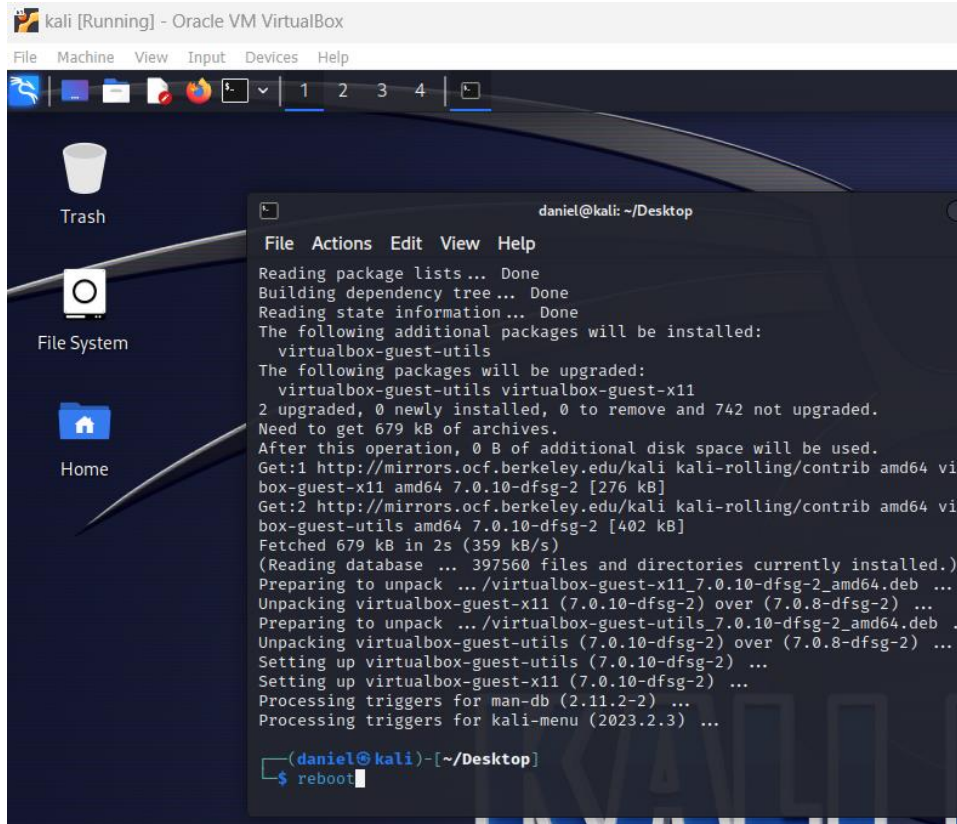 kali [Running] - Oracle VM VirtualBox
File Machine View Input Devices Help
1 2 3 4
Trash
File System
Home
daniel@kali: ~/Desktop
File Actions Edit View Help
Reading package lists ... Done
Building dependency tree ... Done
Reading state information ... Done
The following additional packages will be installed:
virtualbox-guest-utils
The following packages will be upgraded:
virtualbox-guest-utils virtualbox-guest-x11
2 upgraded, 0 newly installed, 0 to remove and 742 not upgraded.
Need to get 679 kB of archives.
After this operation, 0 B of additional disk space will be used.
Get:1 http://mirrors.ocf.berkeley.edu/kali kali-rolling/contrib amd64 vi
box-guest-x11 amd64 7.0.10-dfsg-2 [276 kB]
Get:2 http://mirrors.ocf.berkeley.edu/kali kali-rolling/contrib amd64 vi
box-guest-utils amd64 7.0.10-dfsg-2 [402 kB]
Fetched 679 kB in 2s (359 kB/s)
(Reading database ... 397560 files and directories currently installed.)
Preparing to unpack .../virtualbox-guest-x11_7.0.10-dfsg-2_amd64.deb ...
Unpacking virtualbox-guest-x11 (7.0.10-dfsg-2) over (7.0.8-dfsg-2) ...
Preparing to unpack .../virtualbox-guest-utils_7.0.10-dfsg-2_amd64.deb .
Unpacking virtualbox-guest-utils (7.0.10-dfsg-2) over (7.0.8-dfsg-2) ...
Setting up virtualbox-guest-utils (7.0.10-dfsg-2) ...
Setting up virtualbox-guest-x11 (7.0.10-dfsg-2) ...
Processing triggers for man-db (2.11.2-2) ...
Processing triggers for kali-menu (2023.2.3) ...
┌──(daniel㉿kali)-[~/Desktop]
└─$ reboot
KALI